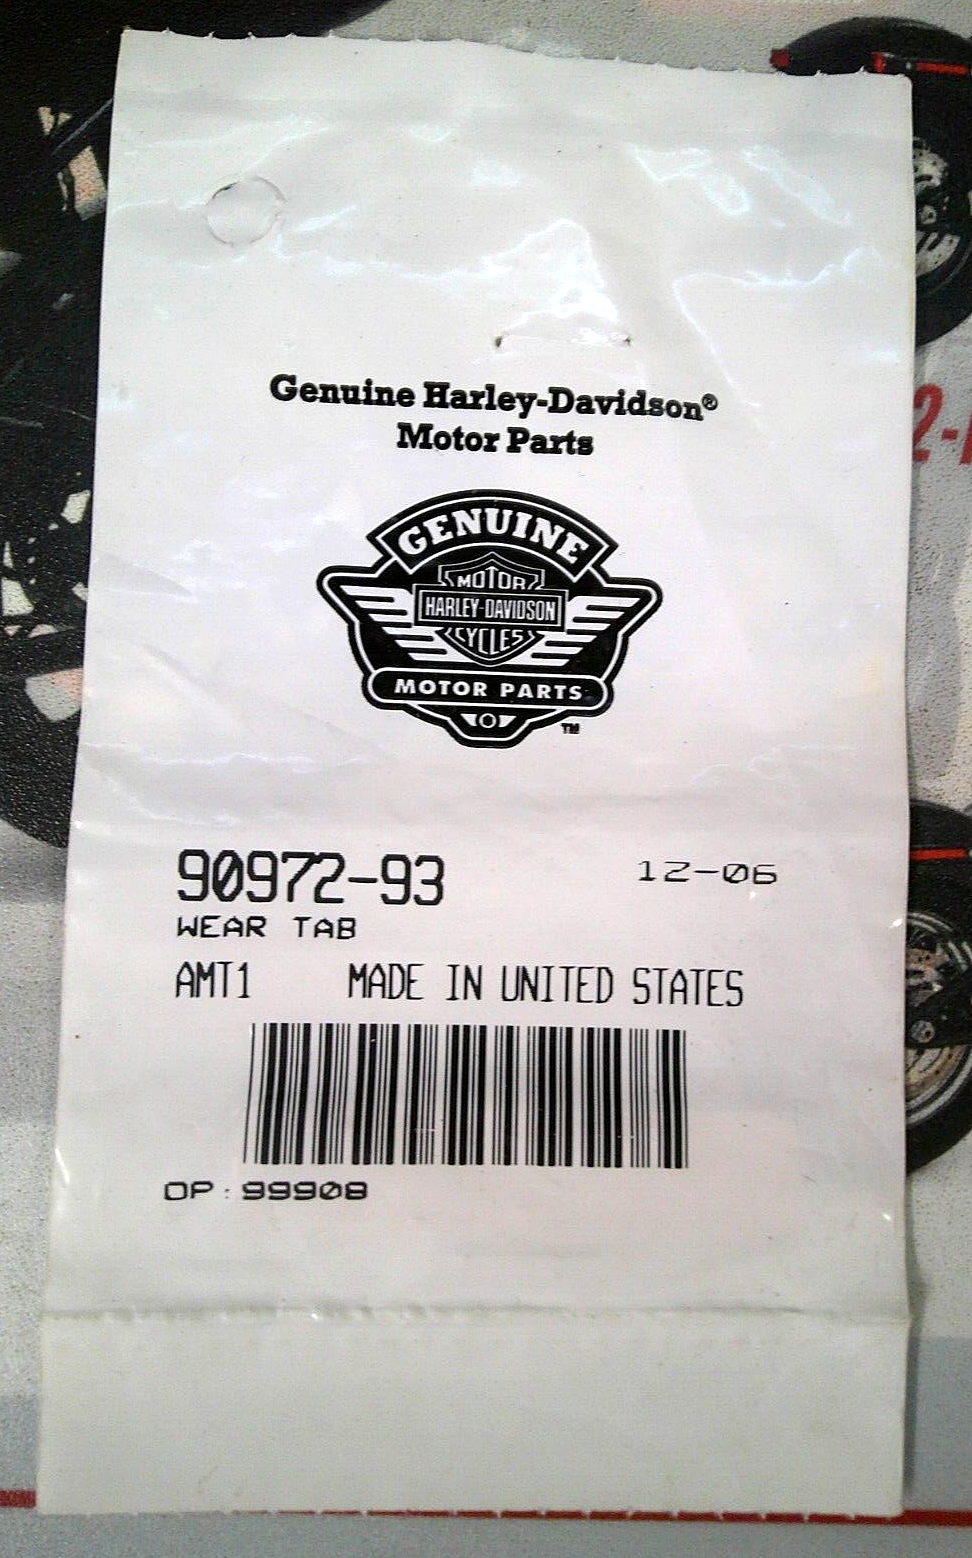 Genuine Harley-Davidson®
Motor Parts
GENUINE
MOTOR
HARLEY-DAVIDSON
CYCLES
MOTOR PARTS
TM
90972-93
12-06
WEAR TAB
AMT1 MADE IN UNITED STATES
OP: 99908